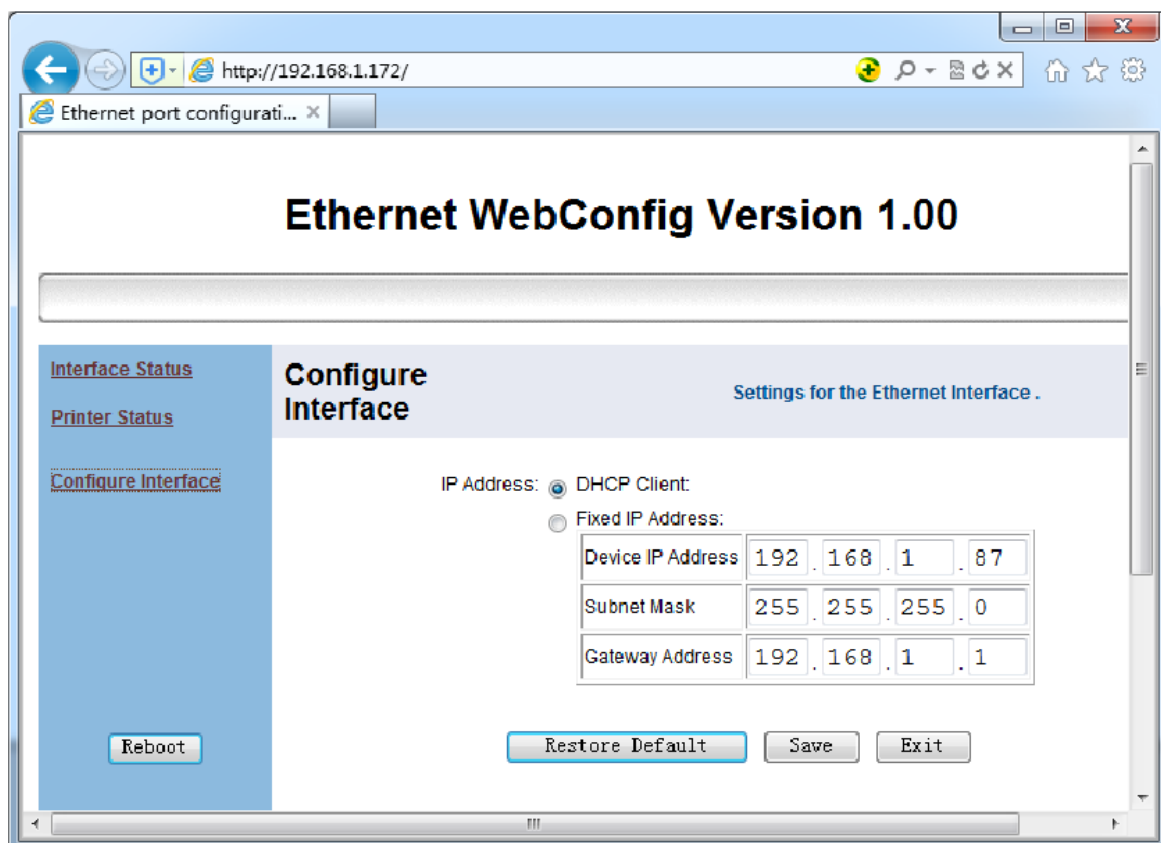 http://192.168.1.172/
Ethernet port configurati...
Ethernet WebConfig Version 1.00
Interface Status
Printer Status
Configure Interface
Reboot
Configure
Interface
Settings for the Ethernet Interface .
IP Address: DHCP Client:
Fixed IP Address:
Device IP Address 192 . 168 . 1 . 87
Subnet Mask 255 . 255 . 255 . 0
Gateway Address 192 . 168 . 1 . 1
Restore Default Save Exit